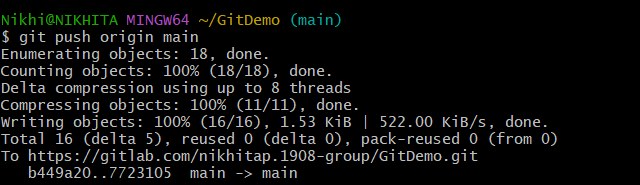 Nikhi@NIKHITA MINGW64 ~/GitDemo (main)
$ git push origin main
Enumerating objects: 18, done.
Counting objects: 100% (18/18), done.
Delta compression using up to 8 threads
Compressing objects: 100% (11/11), done.
Writing objects: 100% (16/16), 1.53 KiB | 522.00 KiB/s, done.
Total 16 (delta 5), reused 0 (delta 0), pack-reused 0 (from 0)
To https://gitlab.com/nikhitap.1908-group/GitDemo.git
   b449a20..7723105  main -> main